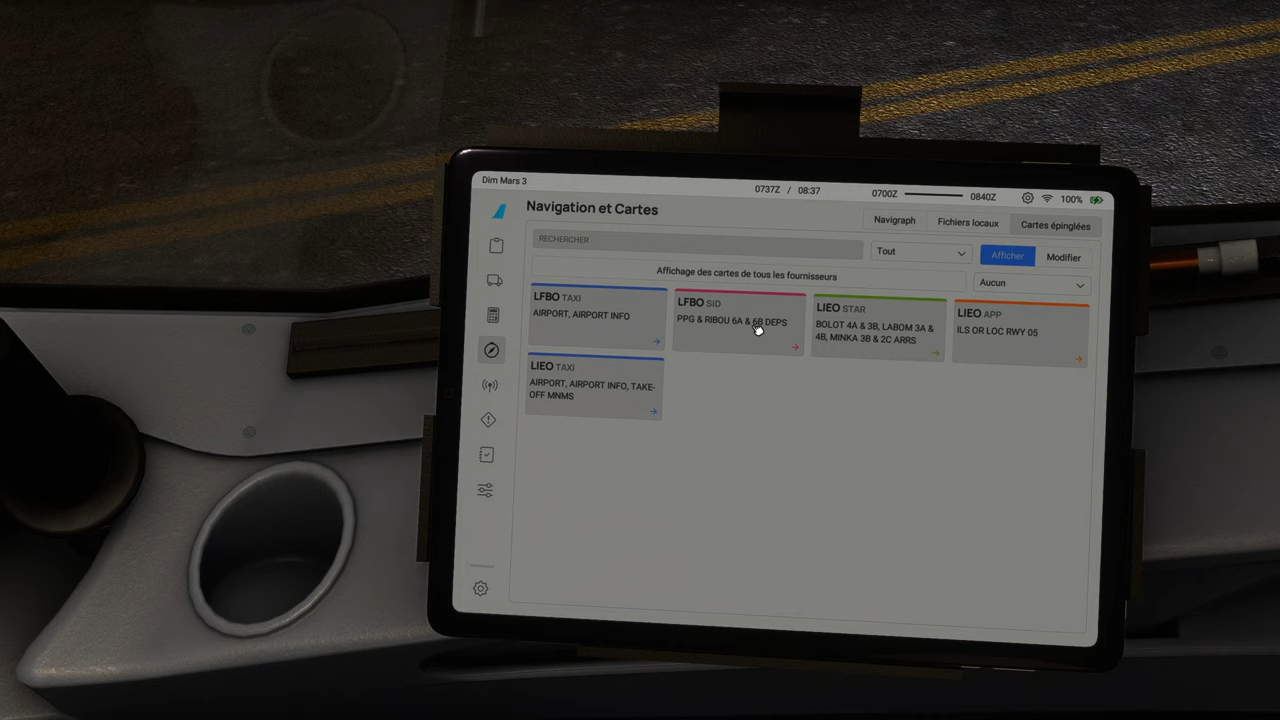 Dim Mars 3
0737Z / 08:37
0700Z
0840Z
100%
Navigation et Cartes
Navigraph
Fichiers locaux
Cartes épinglées
RECHERCHER
Tout
Afficher
Modifier
Affichage des cartes de tous les fournisseurs
Aucun
LFBO TAXI
AIRPORT, AIRPORT INFO
LFBO SID
PPG & RIBOU 6A & 6B DEPS
LIEO STAR
BOLOT 4A & 3B, LABOM 3A &
4B, MINKA 3B & 2C ARRS
LIEO APP
ILS OR LOC RWY 05
LIEO TAXI
AIRPORT, AIRPORT INFO, TAKE-
OFF MNMS